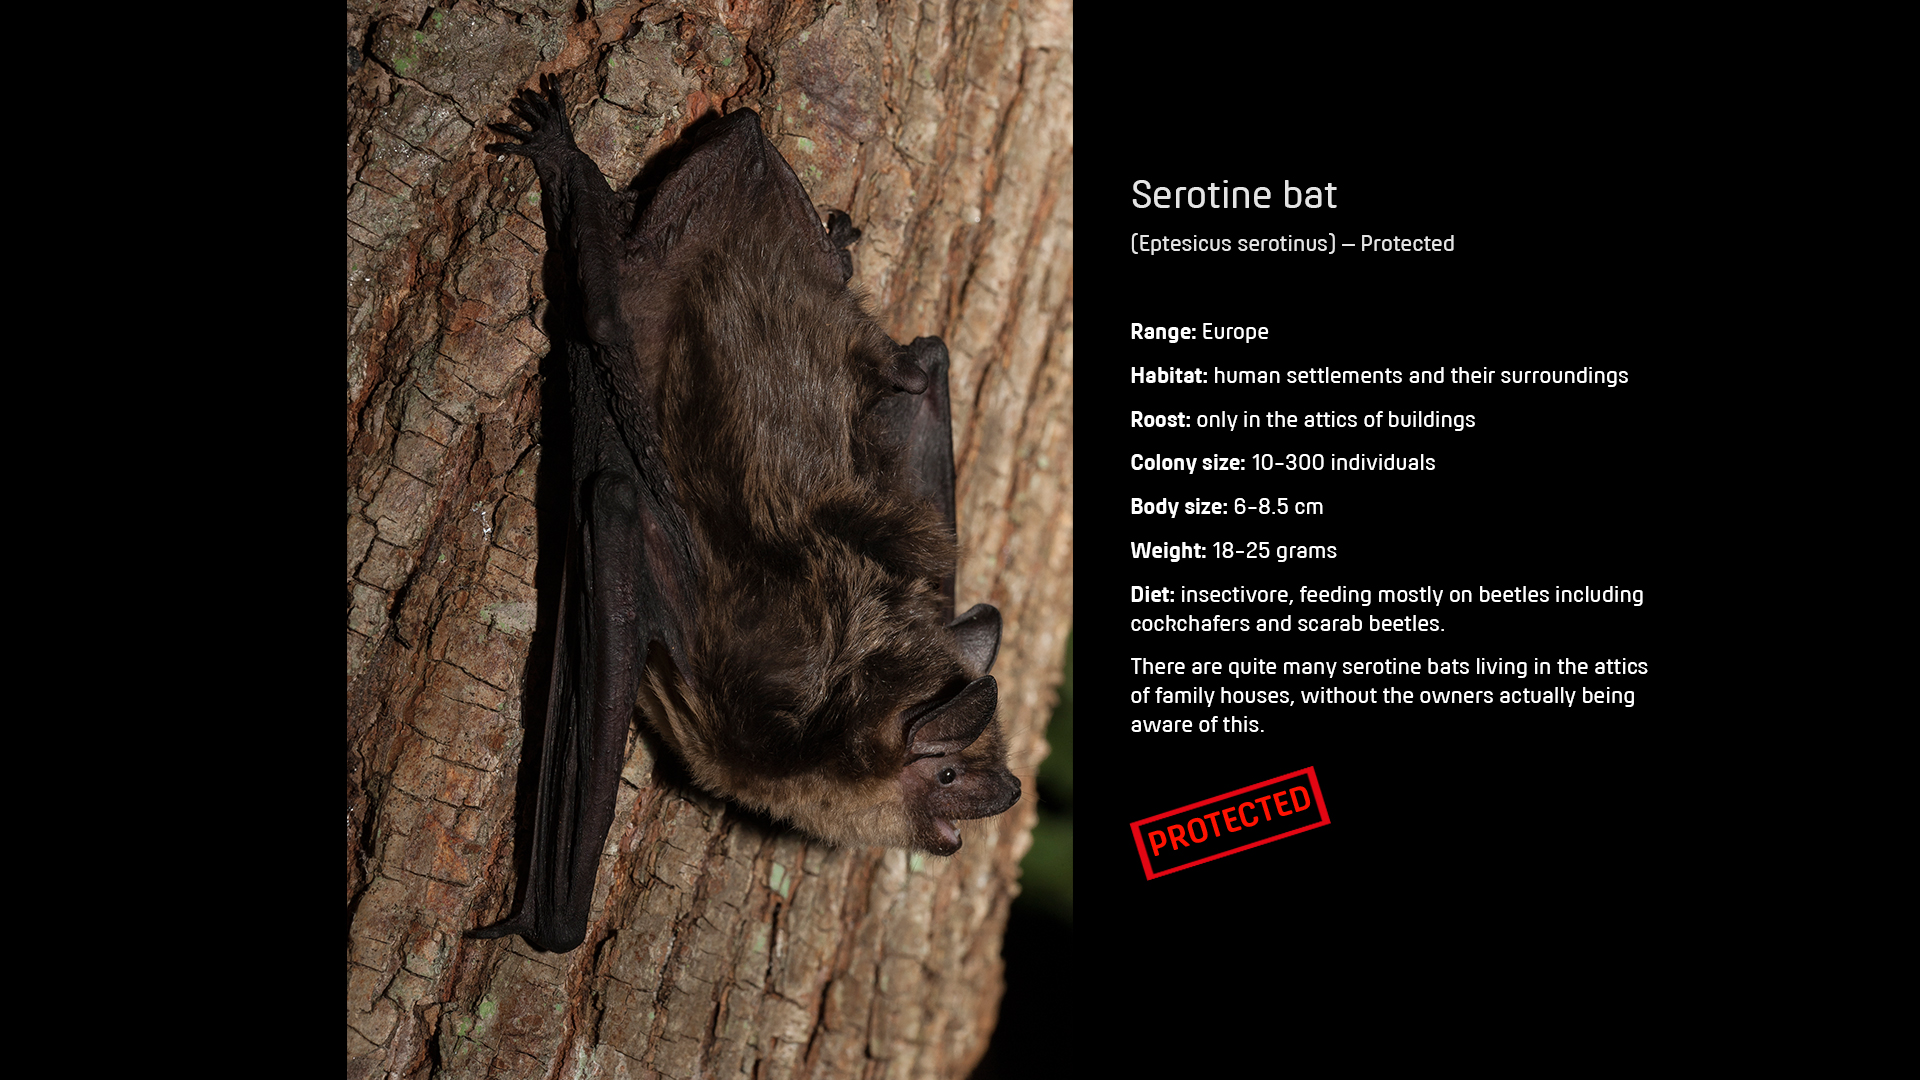 Serotine bat
(Eptesicus serotinus) – Protected
Range: Europe
Habitat: human settlements and their surroundings
Roost: only in the attics of buildings
Colony size: 10–300 individuals
Body size: 6–8.5 cm
Weight: 18–25 grams
Diet: insectivore, feeding mostly on beetles including
cockchafers and scarab beetles.
There are quite many serotine bats living in the attics
of family houses, without the owners actually being
aware of this.
PROTECTED